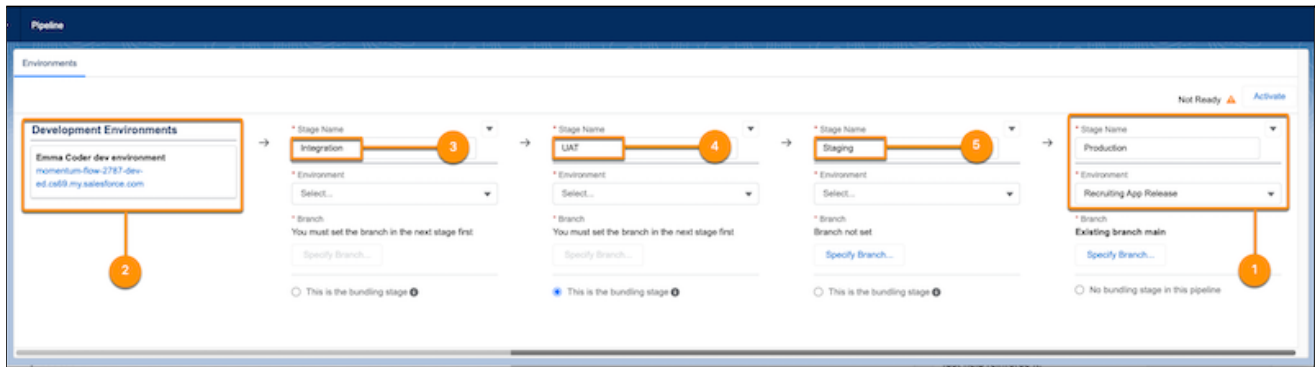 Pipeline
Environments
Not Ready
Activate
Development Environments
Emma Coder dev environment
momentum-flow-2787-dev-
ed.cs69.my.salesforce.com
2
* Stage Name
Integration
3
* Environment
Select...
* Branch
You must set the branch in the next stage first
Specify Branch...
This is the bundling stage
* Stage Name
UAT
4
* Environment
Select...
* Branch
You must set the branch in the next stage first
Specify Branch...
This is the bundling stage
* Stage Name
Staging
5
* Environment
Select...
* Branch
Branch not set
Specify Branch...
This is the bundling stage
* Stage Name
Production
* Environment
Recruiting App Release
* Branch
Existing branch main
Specify Branch...
1
No bundling stage in this pipeline